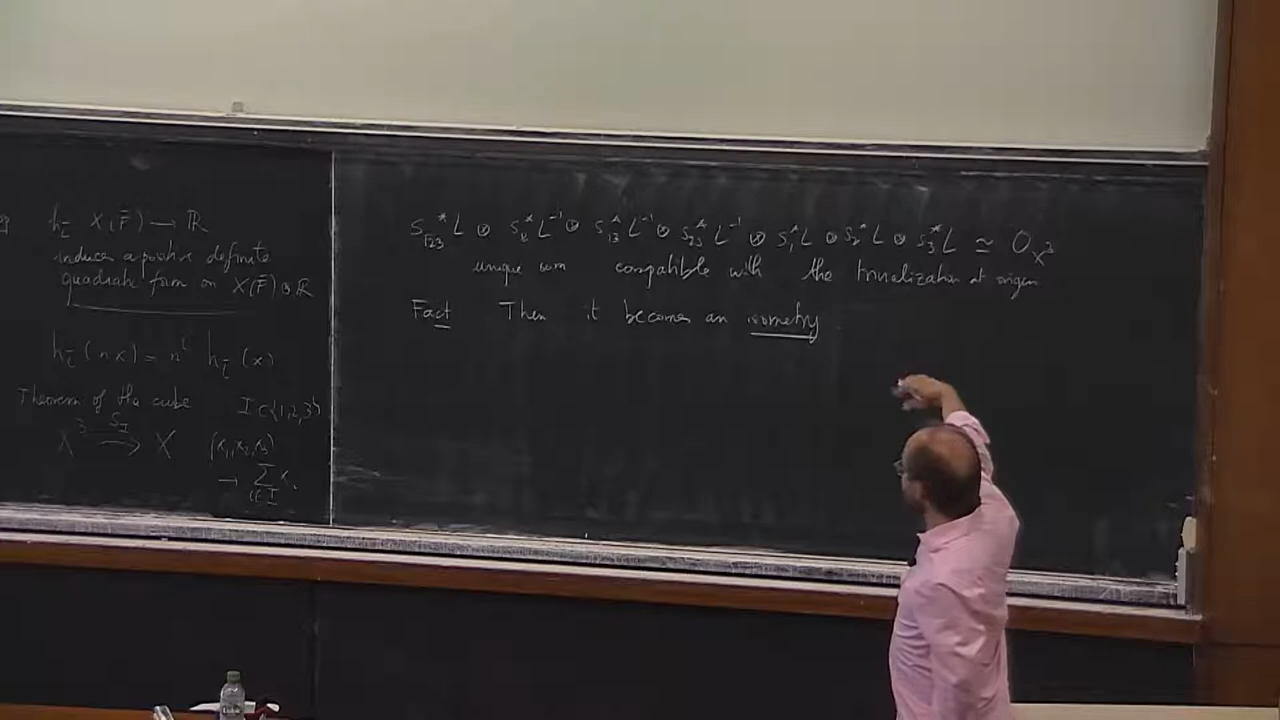 h_L̄ X(F̄) → ℝ
induces a positive definite
quadratic form on X(F̄) ⊗ ℝ
h_L̄ (nx) = n² h_L̄ (x)
Theorem of the cube I ⊂ {1,2,3}
X³ →^{S_I} X (x₁,x₂,x₃)
→ ∑_{i∈I} xᵢ
S₁₂₃* L ⊗ S₁₂* L⁻¹ ⊗ S₁₃* L⁻¹ ⊗ S₂₃* L⁻¹ ⊗ S₁* L ⊗ S₂* L ⊗ S₃* L ≃ O_{X³}
unique isom compatible with the trivialization at origin
Fact Then it becomes an isometry